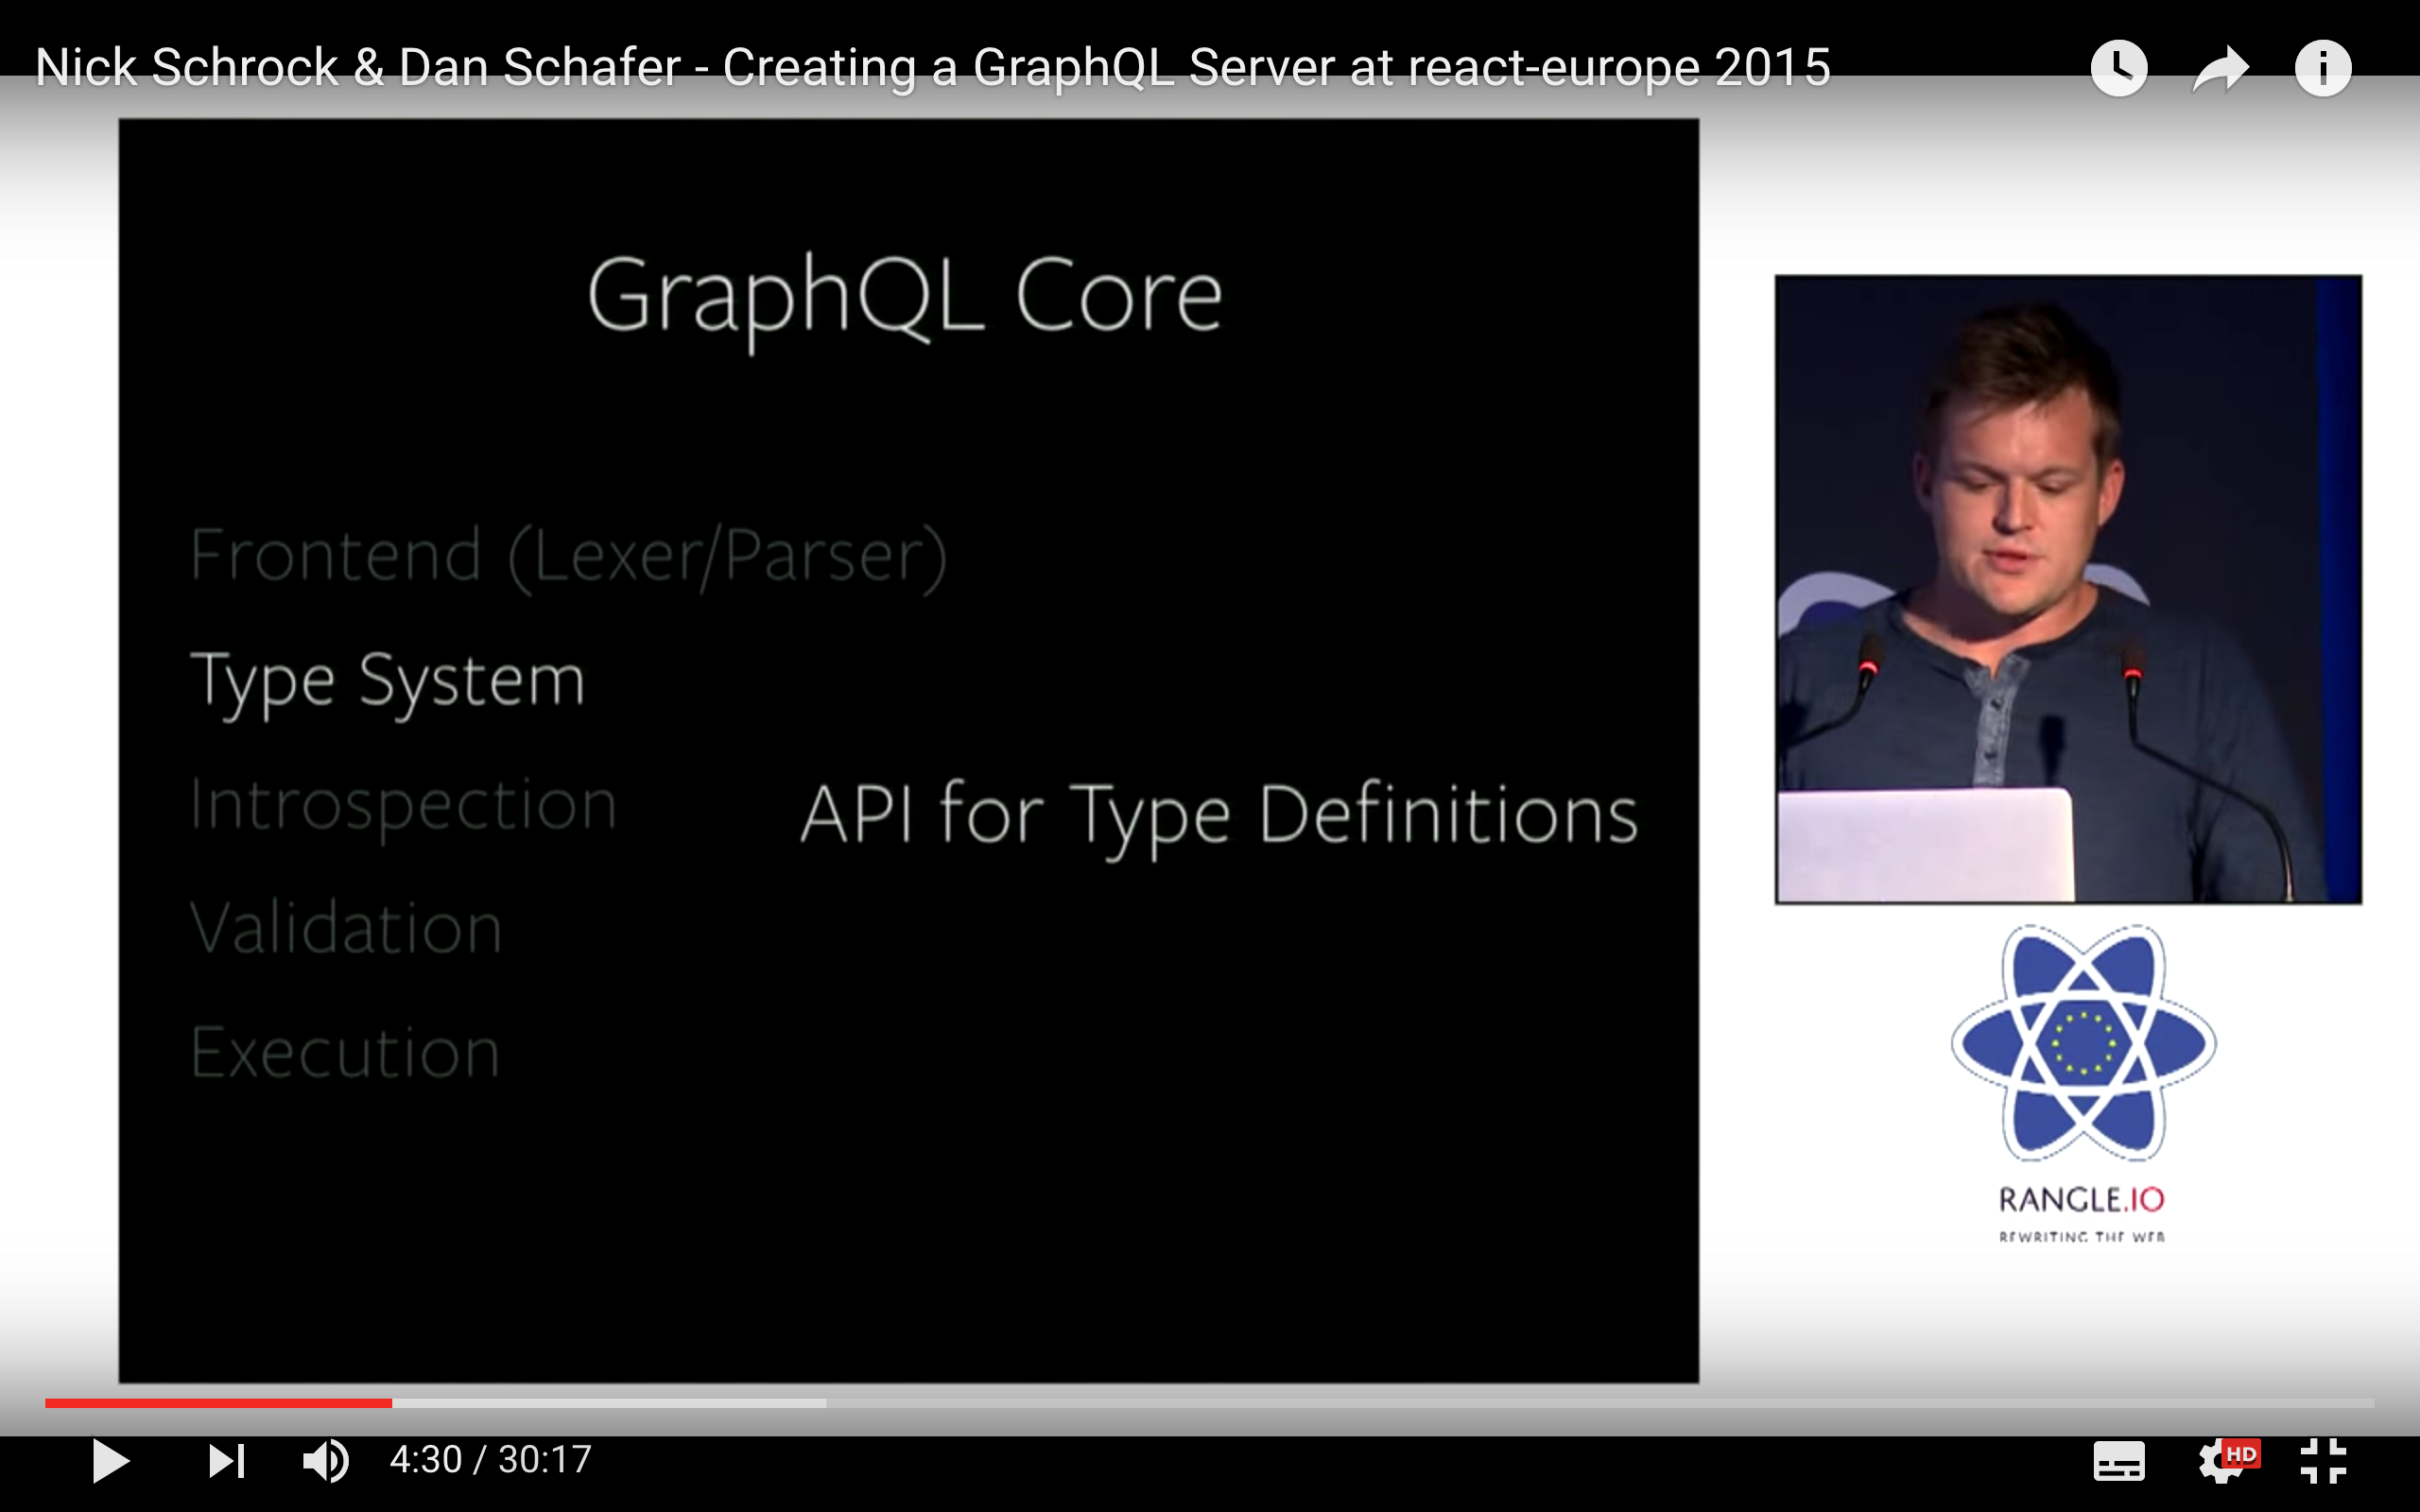 Nick Schrock & Dan Schafer - Creating a GraphQL Server at react-europe 2015
GraphQL Core
Frontend (Lexer/Parser)
Type System
Introspection
API for Type Definitions
Validation
Execution
RANGLE.IO
REWRITING THE WEB
4:30 / 30:17
HD